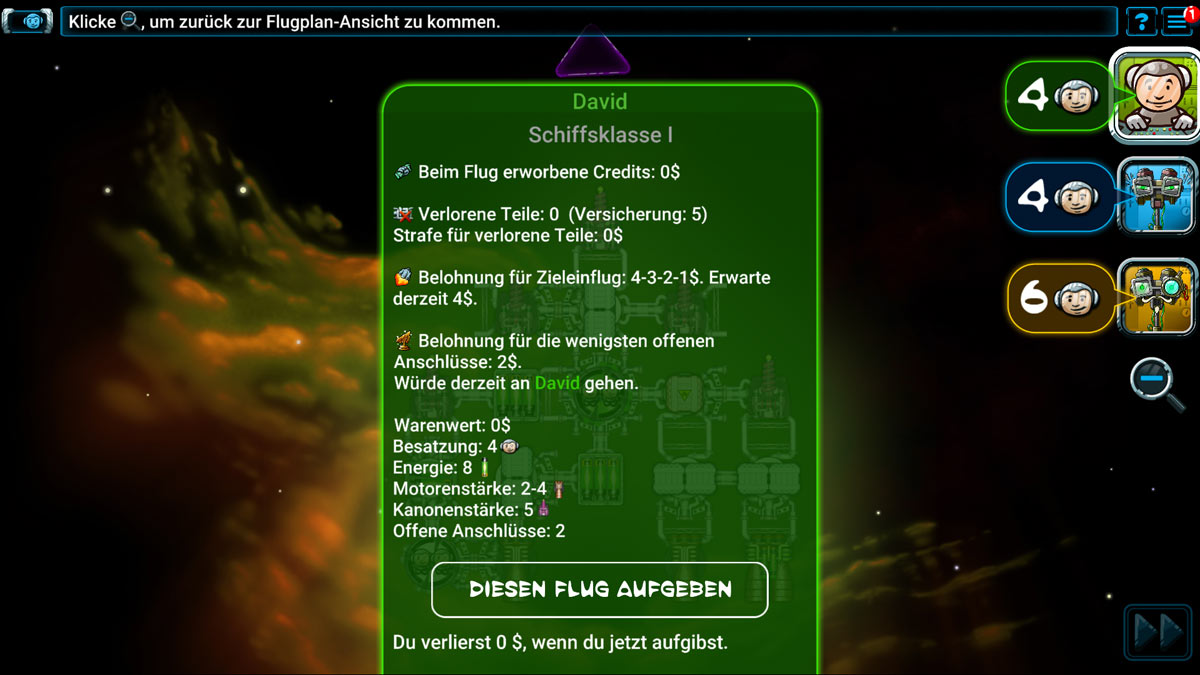 Klicke , um zurück zur Flugplan-Ansicht zu kommen.
?
1
David
Schiffsklasse I
Beim Flug erworbene Credits: 0$
Verlorene Teile: 0 (Versicherung: 5)
Strafe für verlorene Teile: 0$
Belohnung für Zieleinflug: 4-3-2-1$. Erwarte
derzeit 4$.
Belohnung für die wenigsten offenen
Anschlüsse: 2$.
Würde derzeit an David gehen.
Warenwert: 0$
Besatzung: 4
Energie: 8
Motorenstärke: 2-4
Kanonenstärke: 5
Offene Anschlüsse: 2
DIESEN FLUG AUFGEBEN
Du verlierst 0 $, wenn du jetzt aufgibst.
4
4
6